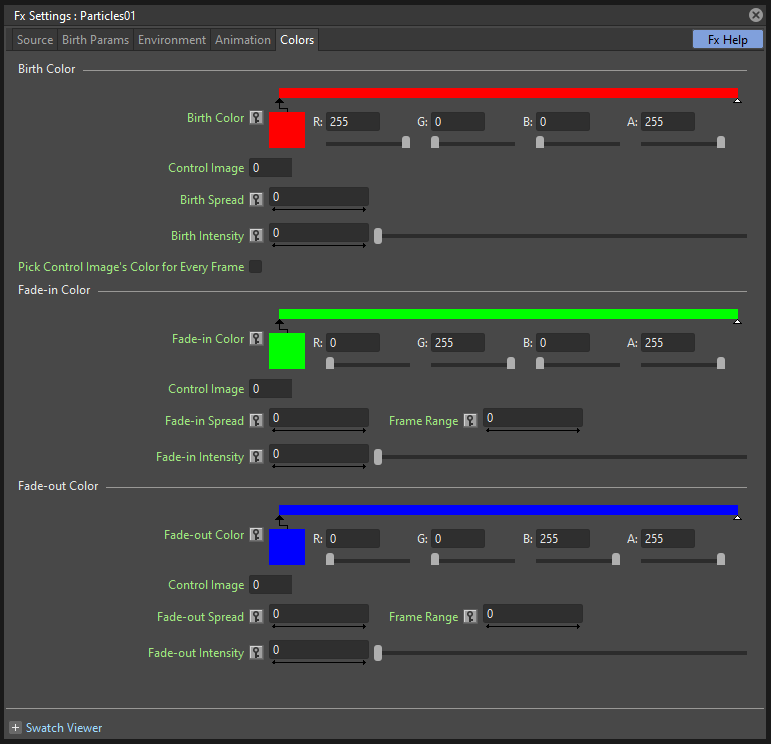 Fx Settings : Particles01
Source Birth Params Environment Animation Colors Fx Help
Birth Color
Birth Color R: 255 G: 0 B: 0 A: 255
Control Image 0
Birth Spread 0
Birth Intensity 0
Pick Control Image's Color for Every Frame
Fade-in Color
Fade-in Color R: 0 G: 255 B: 0 A: 255
Control Image 0
Fade-in Spread 0 Frame Range 0
Fade-in Intensity 0
Fade-out Color
Fade-out Color R: 0 G: 0 B: 255 A: 255
Control Image 0
Fade-out Spread 0 Frame Range 0
Fade-out Intensity 0
Swatch Viewer